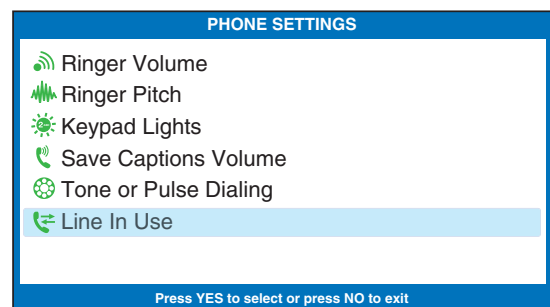 PHONE SETTINGS
Ringer Volume
Ringer Pitch
Keypad Lights
Save Captions Volume
Tone or Pulse Dialing
Line In Use
Press YES to select or press NO to exit